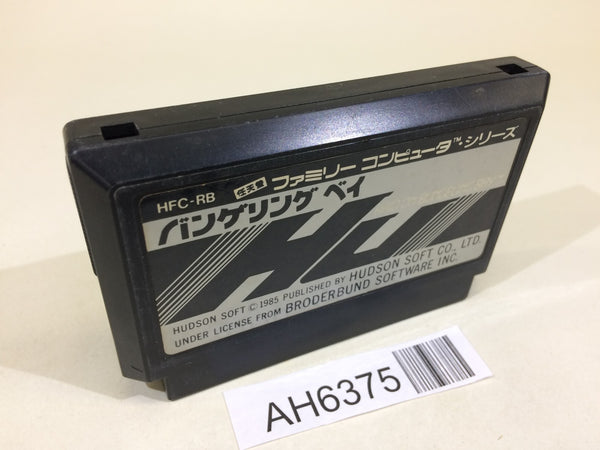 HFC-RB 任天堂 ファミリー コンピュータ™・シリーズ
バンゲリング ベイ
HU
HUDSON SOFT © 1985 PUBLISHED BY HUDSON SOFT CO., LTD.
UNDER LICENSE FROM BRODERBUND SOFTWARE INC.
AH6375